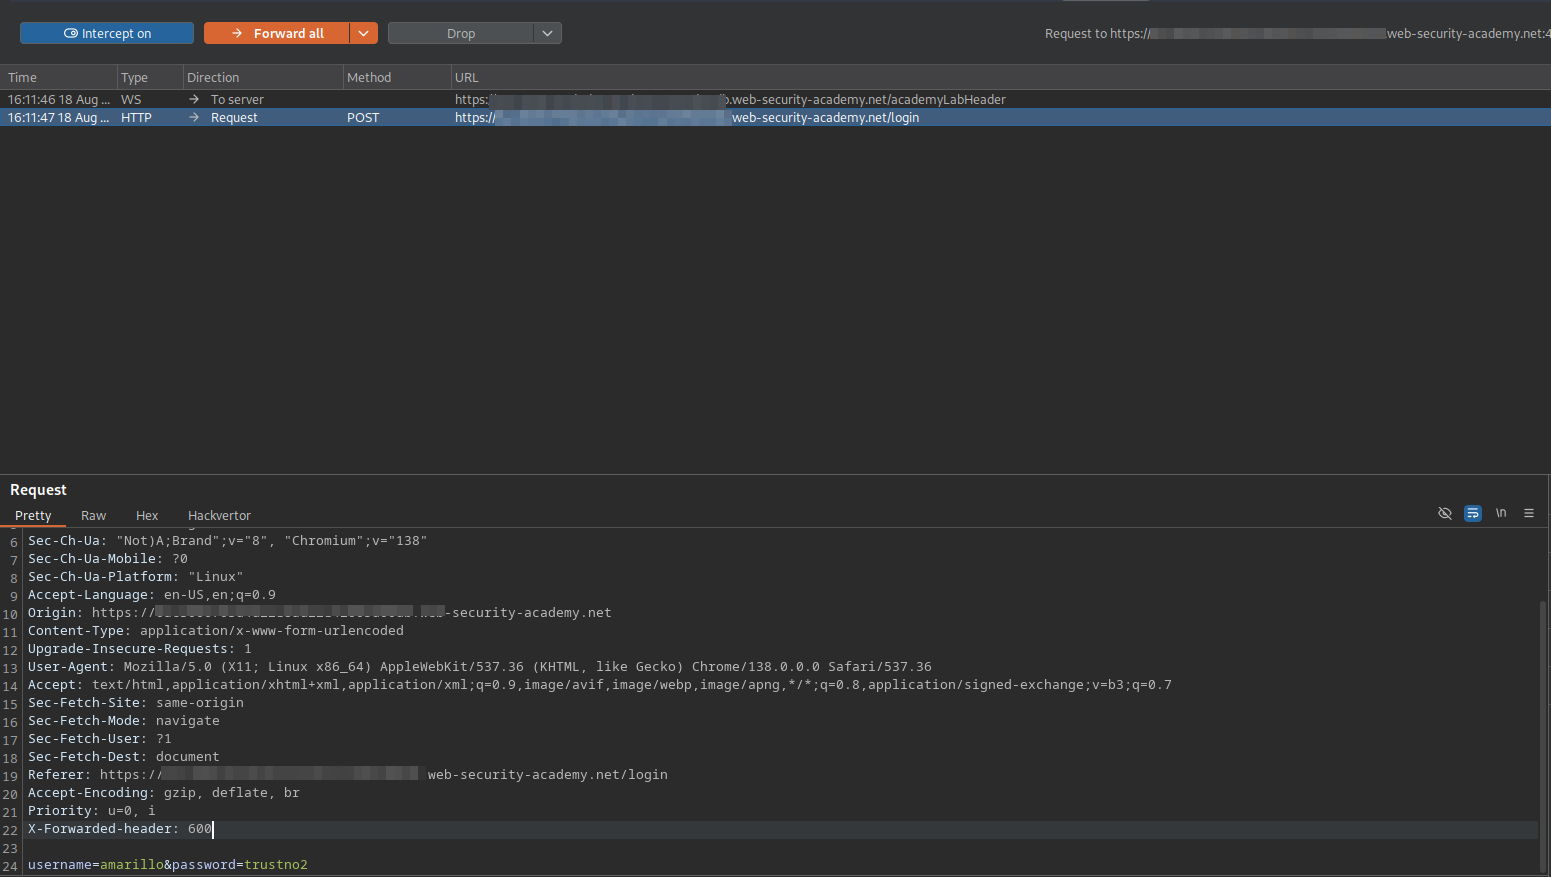 Intercept on Forward all Drop Request to https:// web-security-academy.net:4
Time Type Direction Method URL
16:11:46 18 Aug ... WS → To server https: .web-security-academy.net/academyLabHeader
16:11:47 18 Aug ... HTTP → Request POST https:// web-security-academy.net/login
Request
Pretty Raw Hex Hackvertor \n
6 Sec-Ch-Ua: "Not)A;Brand";v="8", "Chromium";v="138"
7 Sec-Ch-Ua-Mobile: ?0
8 Sec-Ch-Ua-Platform: "Linux"
9 Accept-Language: en-US,en;q=0.9
10 Origin: https:// -security-academy.net
11 Content-Type: application/x-www-form-urlencoded
12 Upgrade-Insecure-Requests: 1
13 User-Agent: Mozilla/5.0 (X11; Linux x86_64) AppleWebKit/537.36 (KHTML, like Gecko) Chrome/138.0.0.0 Safari/537.36
14 Accept: text/html,application/xhtml+xml,application/xml;q=0.9,image/avif,image/webp,image/apng,*/*;q=0.8,application/signed-exchange;v=b3;q=0.7
15 Sec-Fetch-Site: same-origin
16 Sec-Fetch-Mode: navigate
17 Sec-Fetch-User: ?1
18 Sec-Fetch-Dest: document
19 Referer: https:// web-security-academy.net/login
20 Accept-Encoding: gzip, deflate, br
21 Priority: u=0, i
22 X-Forwarded-header: 600
23
24 username=amarillo&password=trustno2